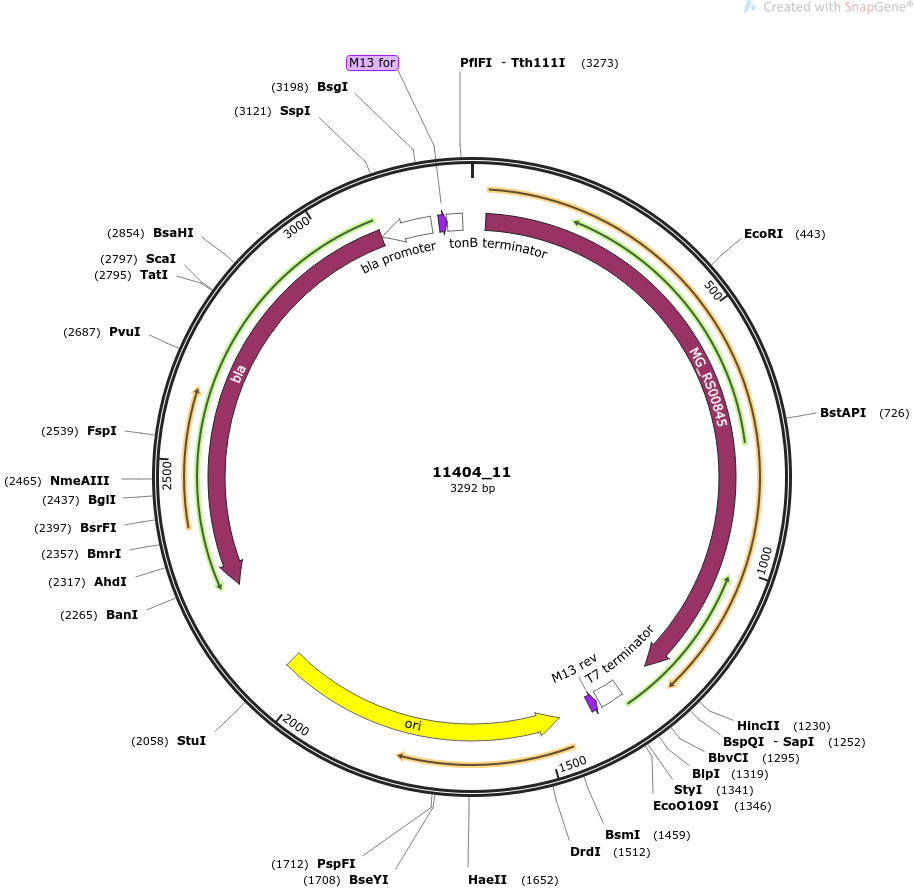 Created with SnapGene®
M13 for
PflFI - Tth111I (3273)
(3198) BsgI
(3121) SspI
3000
(2854) BsaHI
(2797) ScaI
(2795) TatI
(2687) PvuI
(2539) FspI
2500
(2465) NmeAIII
(2437) BglI
(2397) BsrFI
(2357) BmrI
(2317) AhdI
(2265) BanI
(2058) StuI
2000
(1712) PspFI
(1708) BseYI
HaeII (1652)
DrdI (1512)
BsmI (1459)
1500
EcoO109I (1346)
StyI (1341)
BlpI (1319)
BbvCI (1295)
BspQI - SapI (1252)
HincII (1230)
1000
BstAPI (726)
500
EcoRI (443)
bla promoter
tonB terminator
bla
MG_RS00845
M13 rev
T7 terminator
ori
11404_11
3292 bp